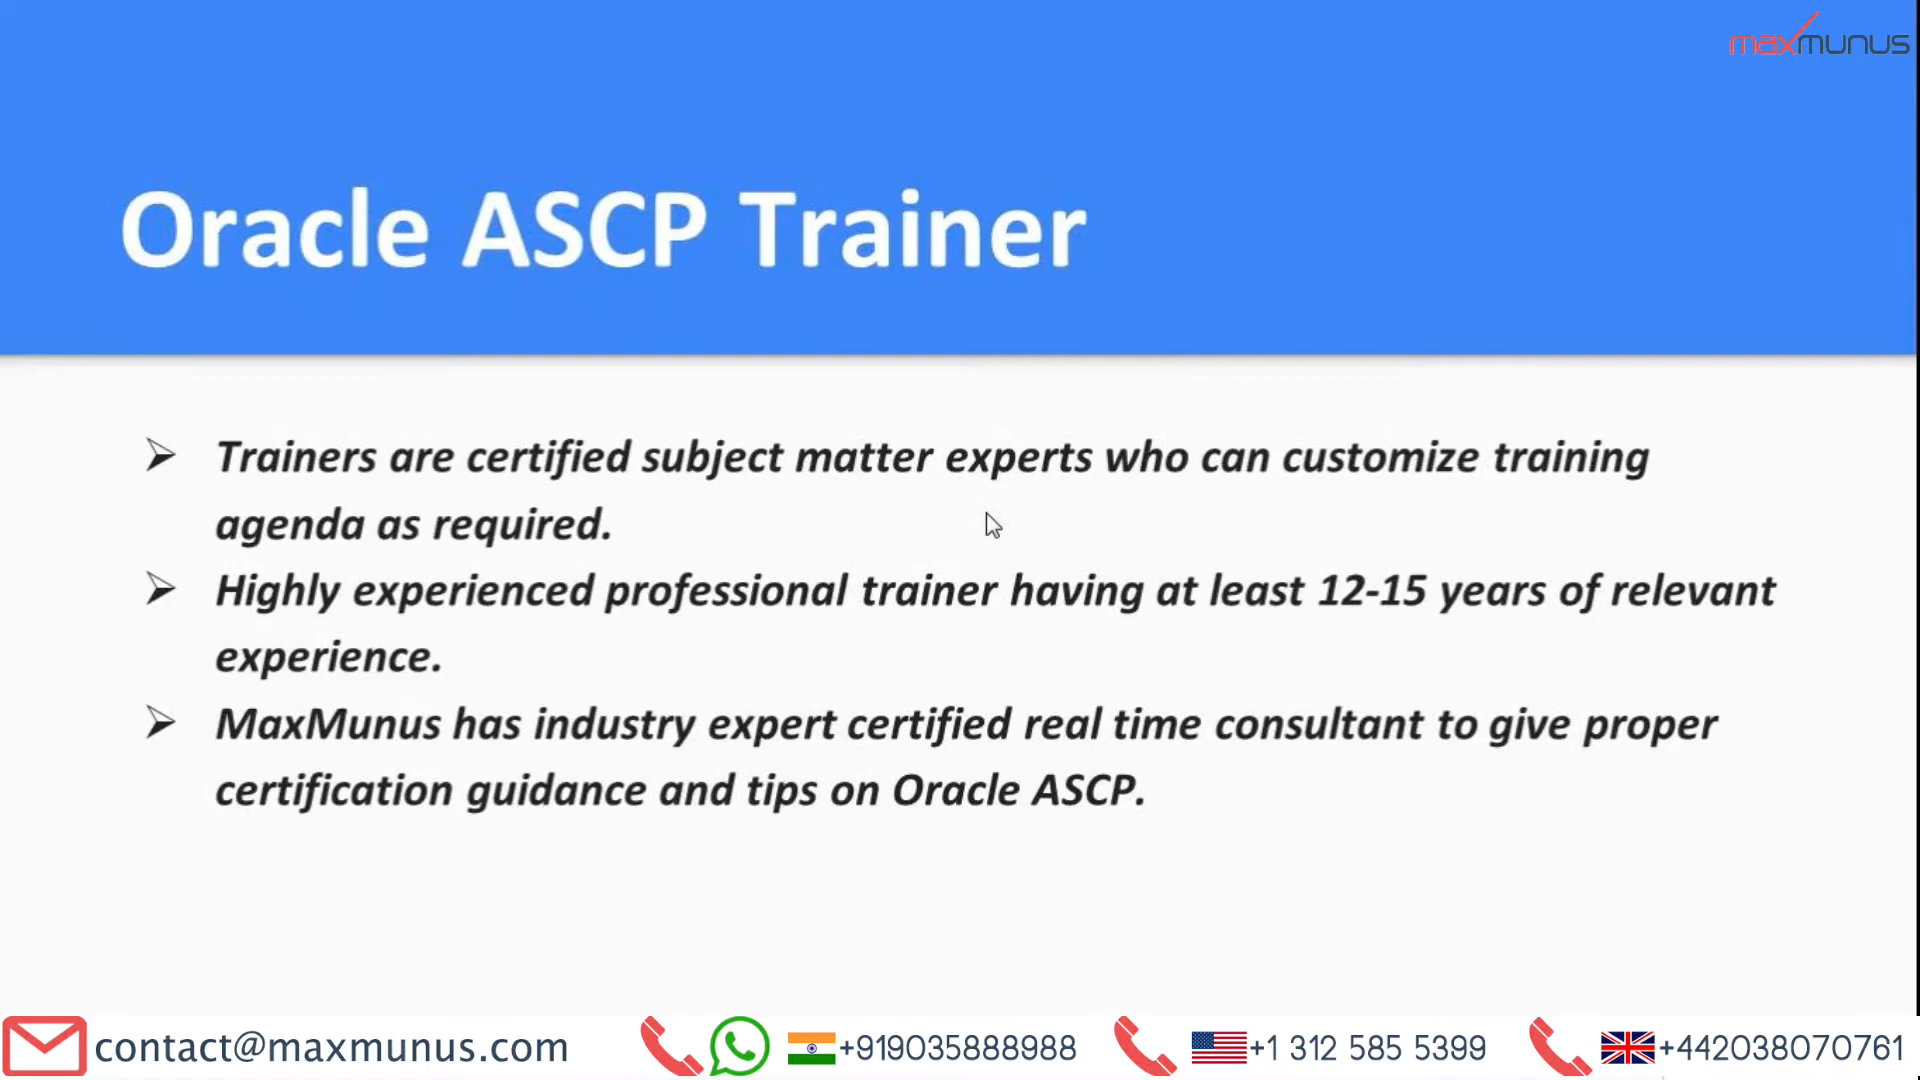 maxmunus
Oracle ASCP Trainer
Trainers are certified subject matter experts who can customize training
agenda as required.
Highly experienced professional trainer having at least 12-15 years of relevant
experience.
MaxMunus has industry expert certified real time consultant to give proper
certification guidance and tips on Oracle ASCP.
contact@maxmunus.com +919035888988 +1 312 585 5399 +442038070761